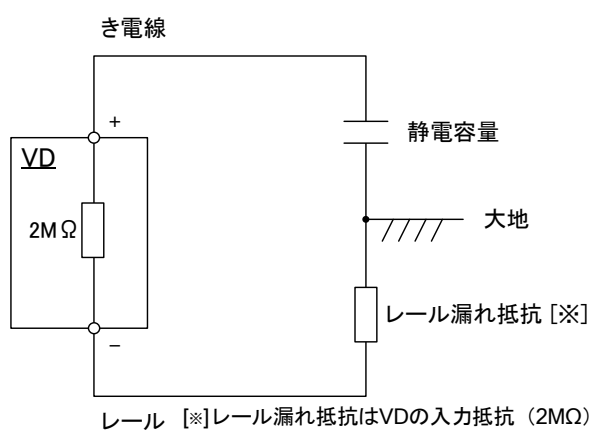 き電線
+
VD
静電容量
2MΩ
大地
レール漏れ抵抗 [※]
−
レール [※]レール漏れ抵抗はVDの入力抵抗（2MΩ）